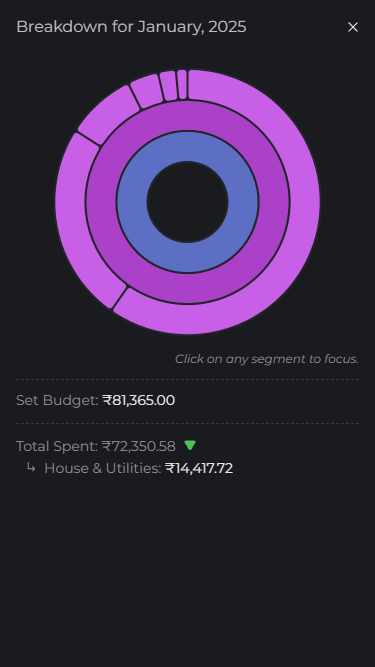 Breakdown for January, 2025 ×
Click on any segment to focus.
Set Budget: ₹81,365.00
Total Spent: ₹72,350.58 ▼
↳ House & Utilities: ₹14,417.72